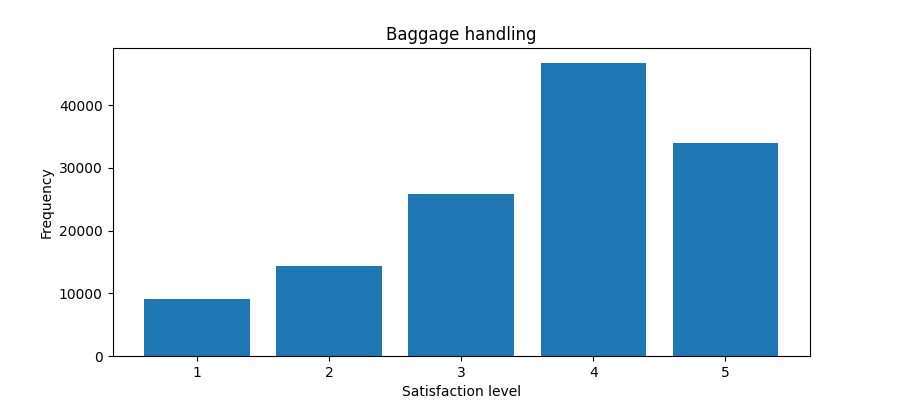 Baggage handling
Frequency
40000
30000
20000
10000
0
1 2 3 4 5
Satisfaction level